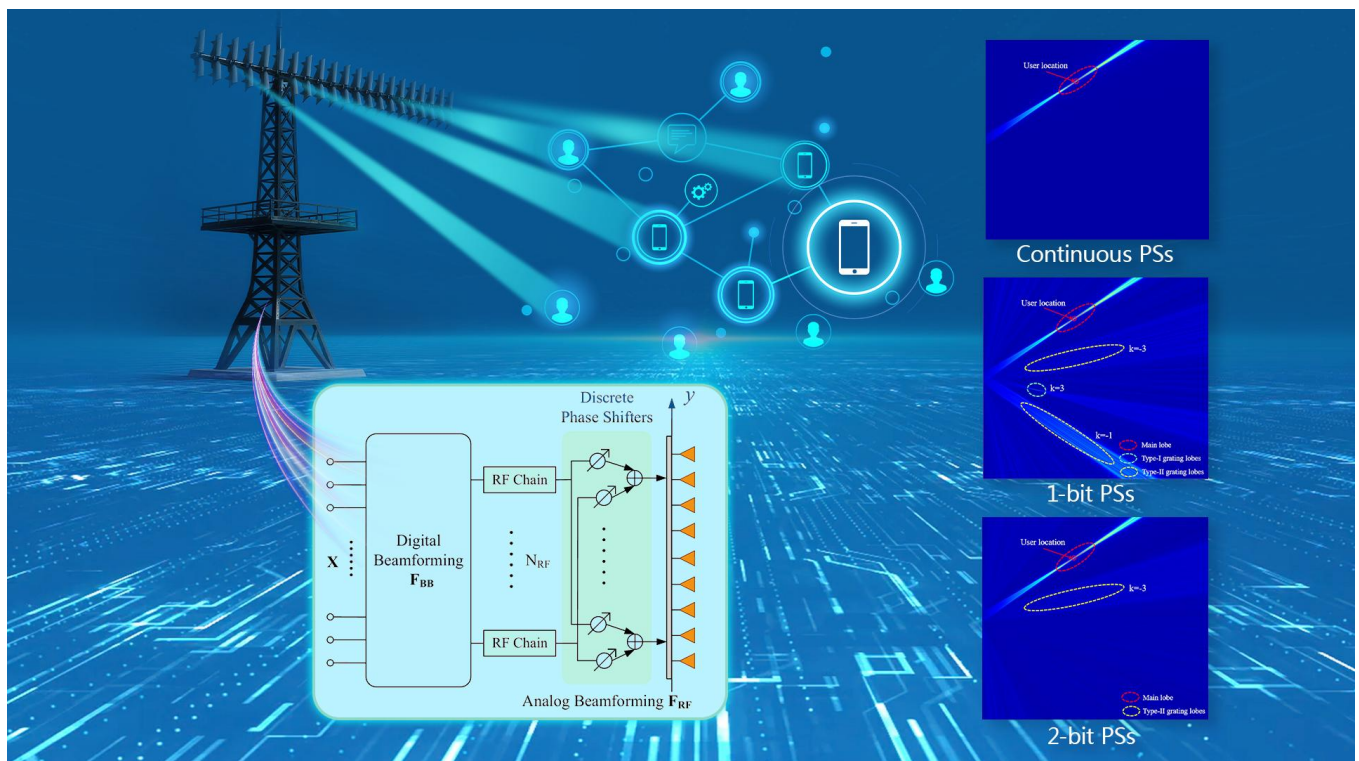 User location
Continuous PSs
User location
k=-3
k=3
k=-1
Main lobe
Type-I grating lobes
Type-II grating lobes
1-bit PSs
User location
k=-3
Main lobe
Type-II grating lobes
2-bit PSs
Discrete
Phase Shifters
y
RF Chain
Digital
Beamforming
F_BB
X
N_RF
RF Chain
Analog Beamforming F_RF